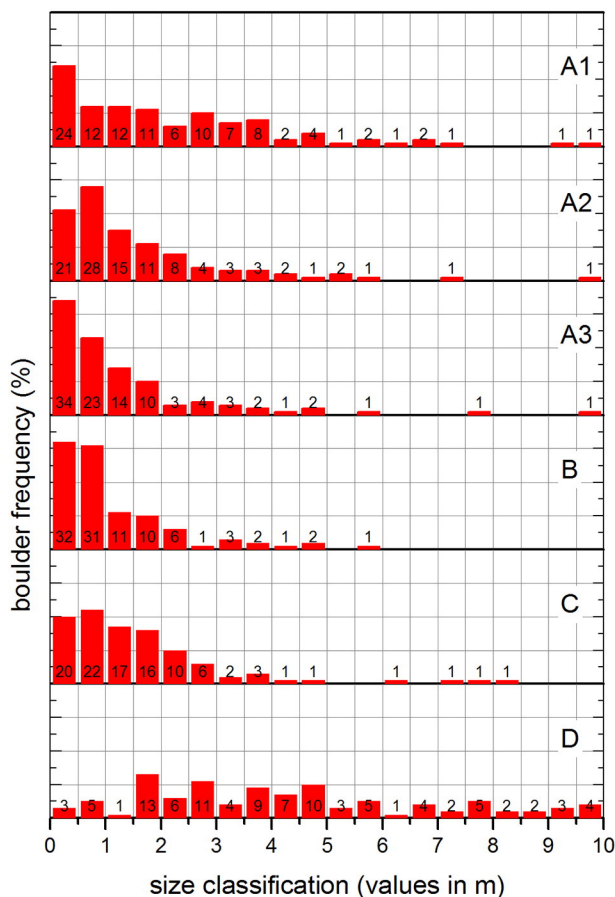 A1
24 12 12 11 6 10 7 8 2 4 1 2 1 2 1 1 1
A2
21 28 15 11 8 4 3 3 2 1 2 1 1 1
A3
34 23 14 10 3 4 3 2 1 2 1 1 1
B
32 31 11 10 6 1 3 2 1 2 1
C
20 22 17 16 10 6 2 3 1 1 1 1 1 1
D
3 5 1 13 6 11 4 9 7 10 3 5 1 4 2 5 2 2 3 4
0 1 2 3 4 5 6 7 8 9 10
size classification (values in m)
boulder frequency (%)